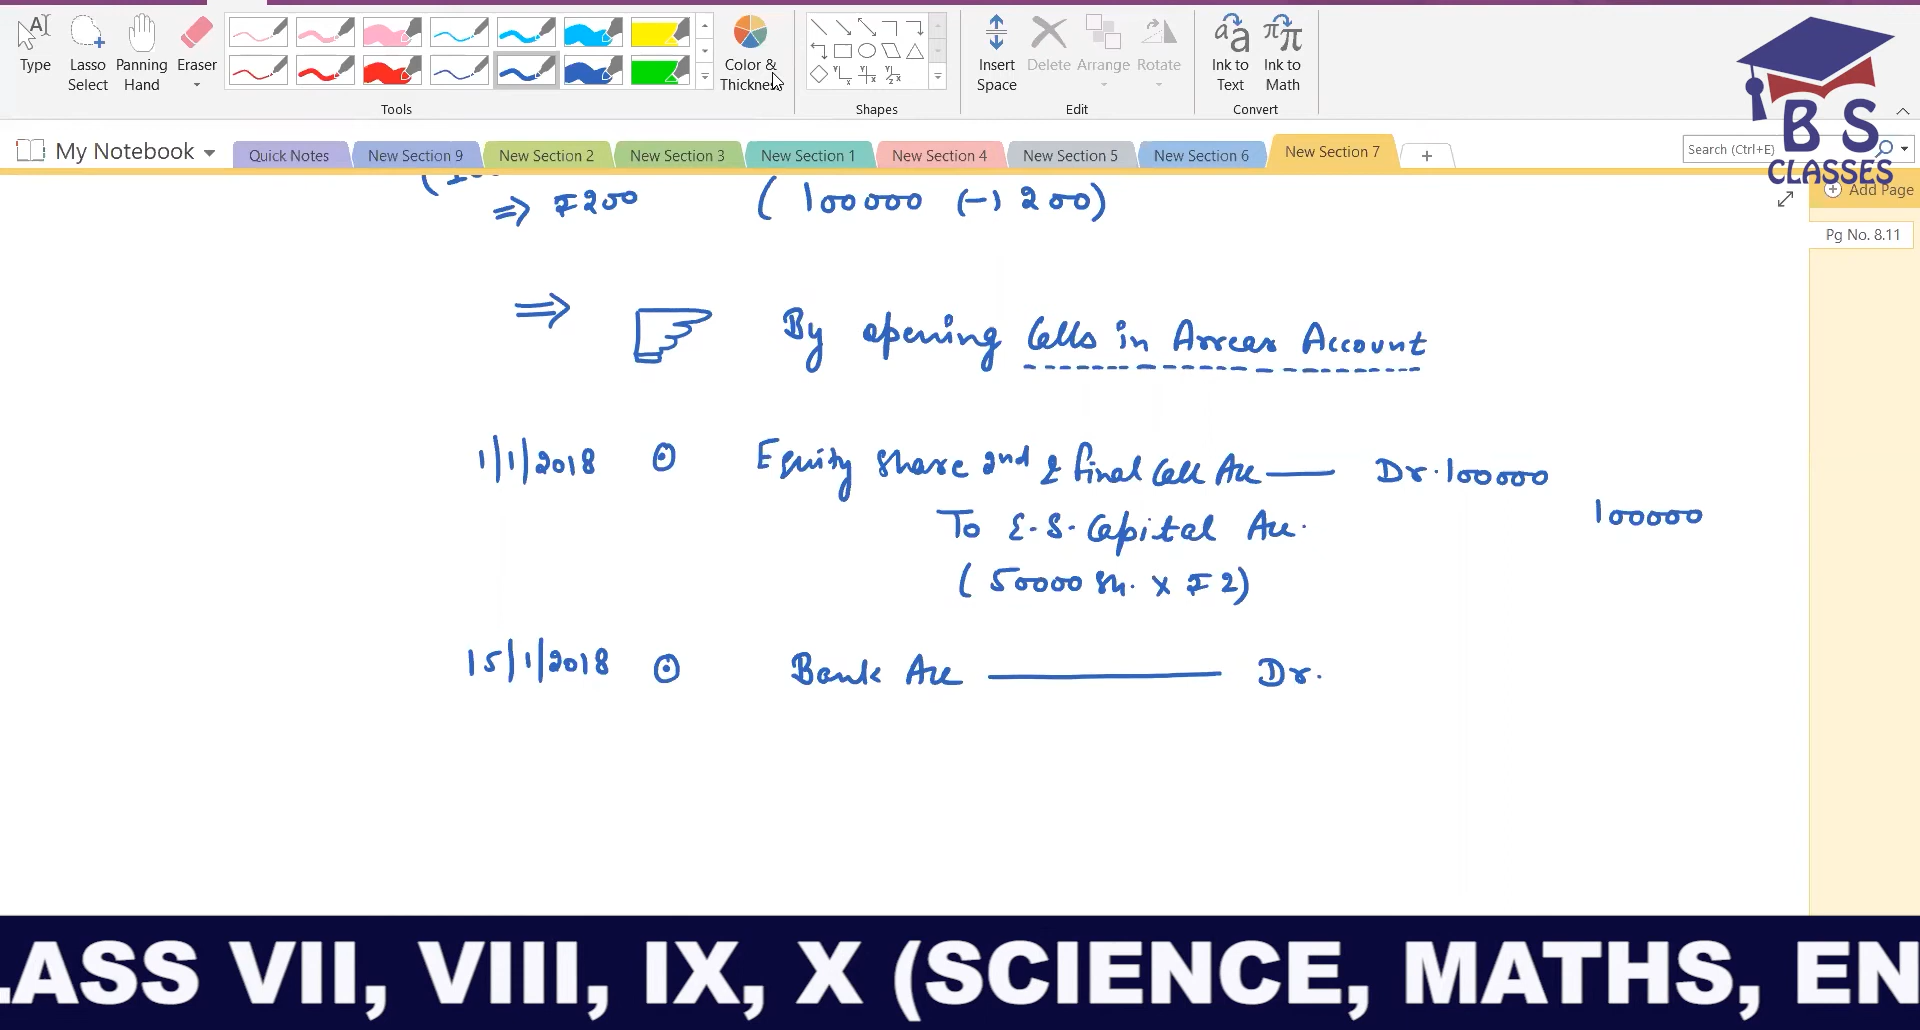 Type
Lasso Select
Panning Hand
Eraser
Color & Thickness
Insert Space
Delete
Arrange
Rotate
Ink to Text
Ink to Math
Tools
Shapes
Edit
Convert
B S
CLASSES
My Notebook
Quick Notes
New Section 9
New Section 2
New Section 3
New Section 1
New Section 4
New Section 5
New Section 6
New Section 7
Search (Ctrl+E)
Add Page
Pg No. 8.11
⇒ ₹200 (100000 (-) 200)
⇒ By opening Calls in Arrear Account
1/1/2018 ⊙ Equity share 2nd & final Call A/c —— Dr. 100000
To E.S. Capital A/c. 100000
(50000 Sh. x ₹2)
15/1/2018 ⊙ Bank A/c —— Dr.
LASS VII, VIII, IX, X (SCIENCE, MATHS, EN